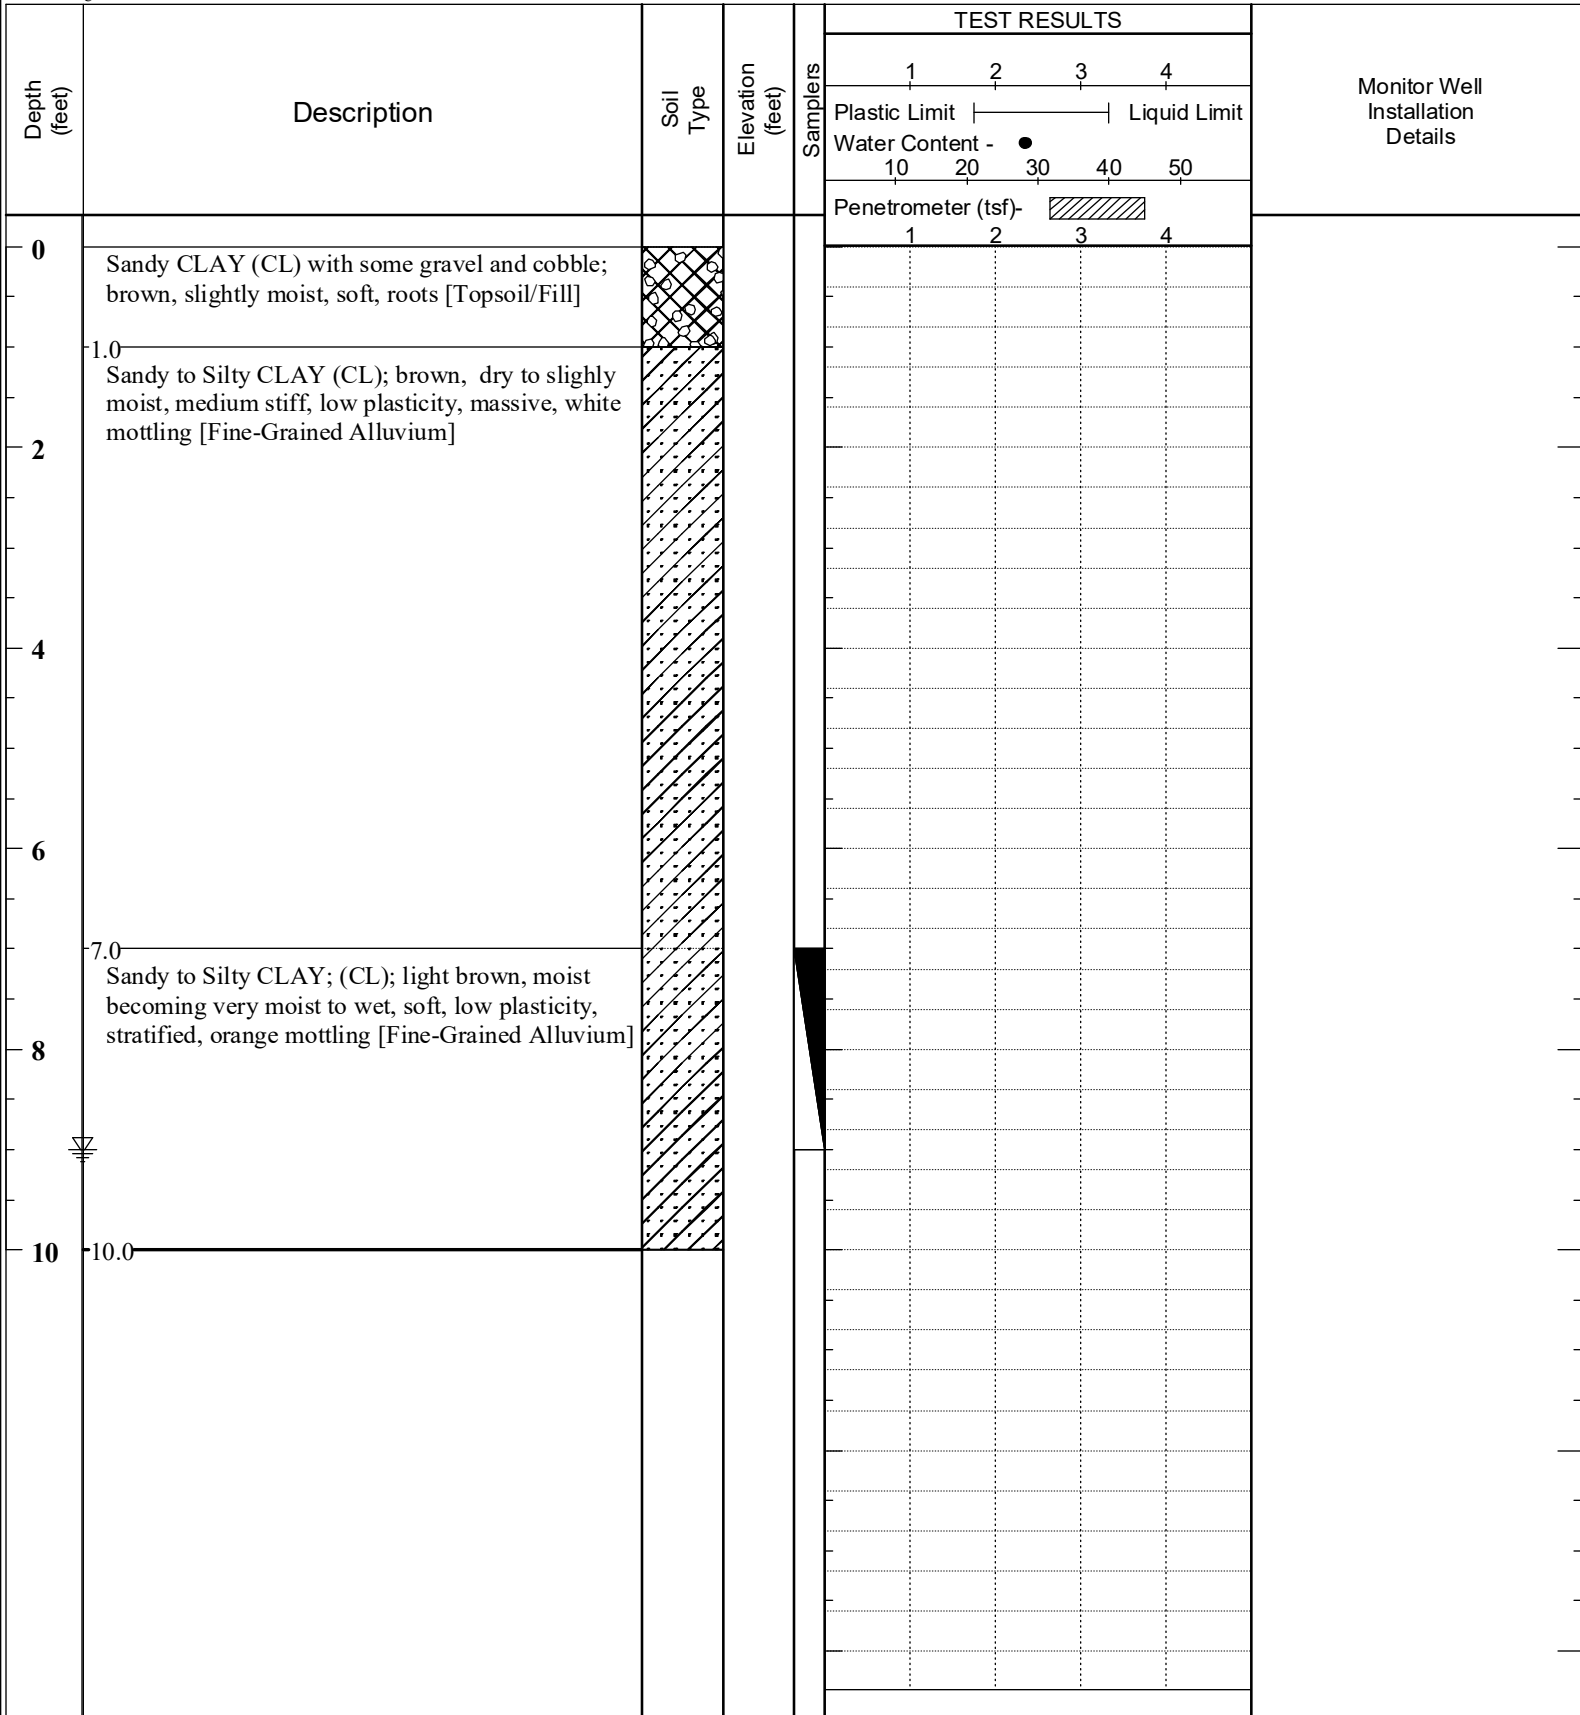 TEST RESULTS
Depth
(feet)
Description
Soil
Type
Elevation
(feet)
Samplers
1 2 3 4
Plastic Limit Liquid Limit
Water Content -
10 20 30 40 50
Penetrometer (tsf)-
1 2 3 4
Monitor Well
Installation
Details
0
Sandy CLAY (CL) with some gravel and cobble;
brown, slightly moist, soft, roots [Topsoil/Fill]
1.0
Sandy to Silty CLAY (CL); brown, dry to slighly
moist, medium stiff, low plasticity, massive, white
mottling [Fine-Grained Alluvium]
2
4
6
7.0
Sandy to Silty CLAY; (CL); light brown, moist
becoming very moist to wet, soft, low plasticity,
stratified, orange mottling [Fine-Grained Alluvium]
8
10
10.0